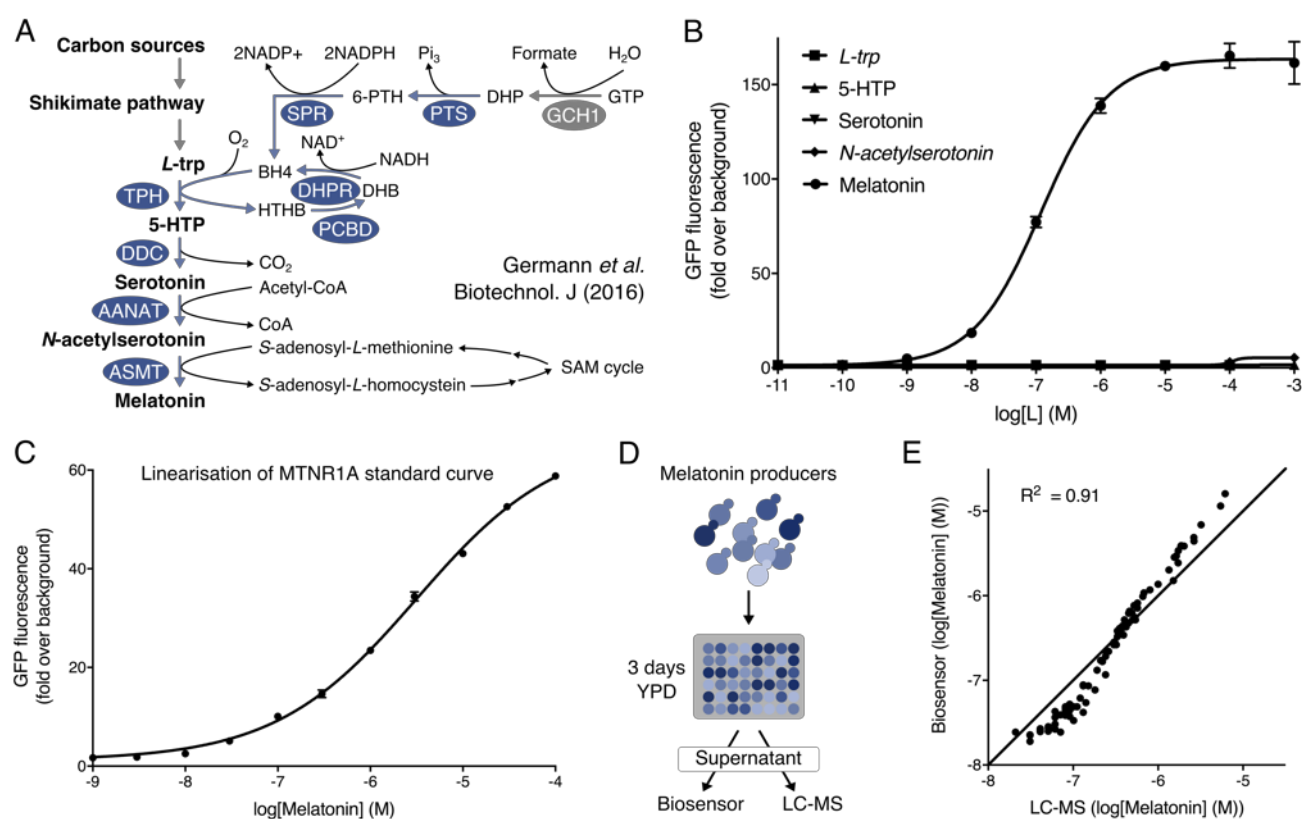 A
Carbon sources
Shikimate pathway
L-trp
TPH
5-HTP
DDC
Serotonin
AANAT
N-acetylserotonin
ASMT
Melatonin
2NADP+
2NADPH
Pi3
Formate
H2O
6-PTH
DHP
GTP
SPR
PTS
GCH1
O2
NAD+
NADH
BH4
DHPR
DHB
HTHB
PCBD
CO2
Acetyl-CoA
CoA
S-adenosyl-L-methionine
S-adenosyl-L-homocystein
SAM cycle
Germann et al.
Biotechnol. J (2016)
B
L-trp
5-HTP
Serotonin
N-acetylserotonin
Melatonin
GFP fluorescence
(fold over background)
150
100
50
0
-11 -10 -9 -8 -7 -6 -5 -4 -3
log[L] (M)
C
Linearisation of MTNR1A standard curve
GFP fluorescence
(fold over background)
60
40
20
0
-9 -8 -7 -6 -5 -4
log[Melatonin] (M)
D
Melatonin producers
3 days
YPD
Supernatant
Biosensor LC-MS
E
R2 = 0.91
Biosensor (log[Melatonin] (M))
-5
-6
-7
-8
-8 -7 -6 -5
LC-MS (log[Melatonin] (M))